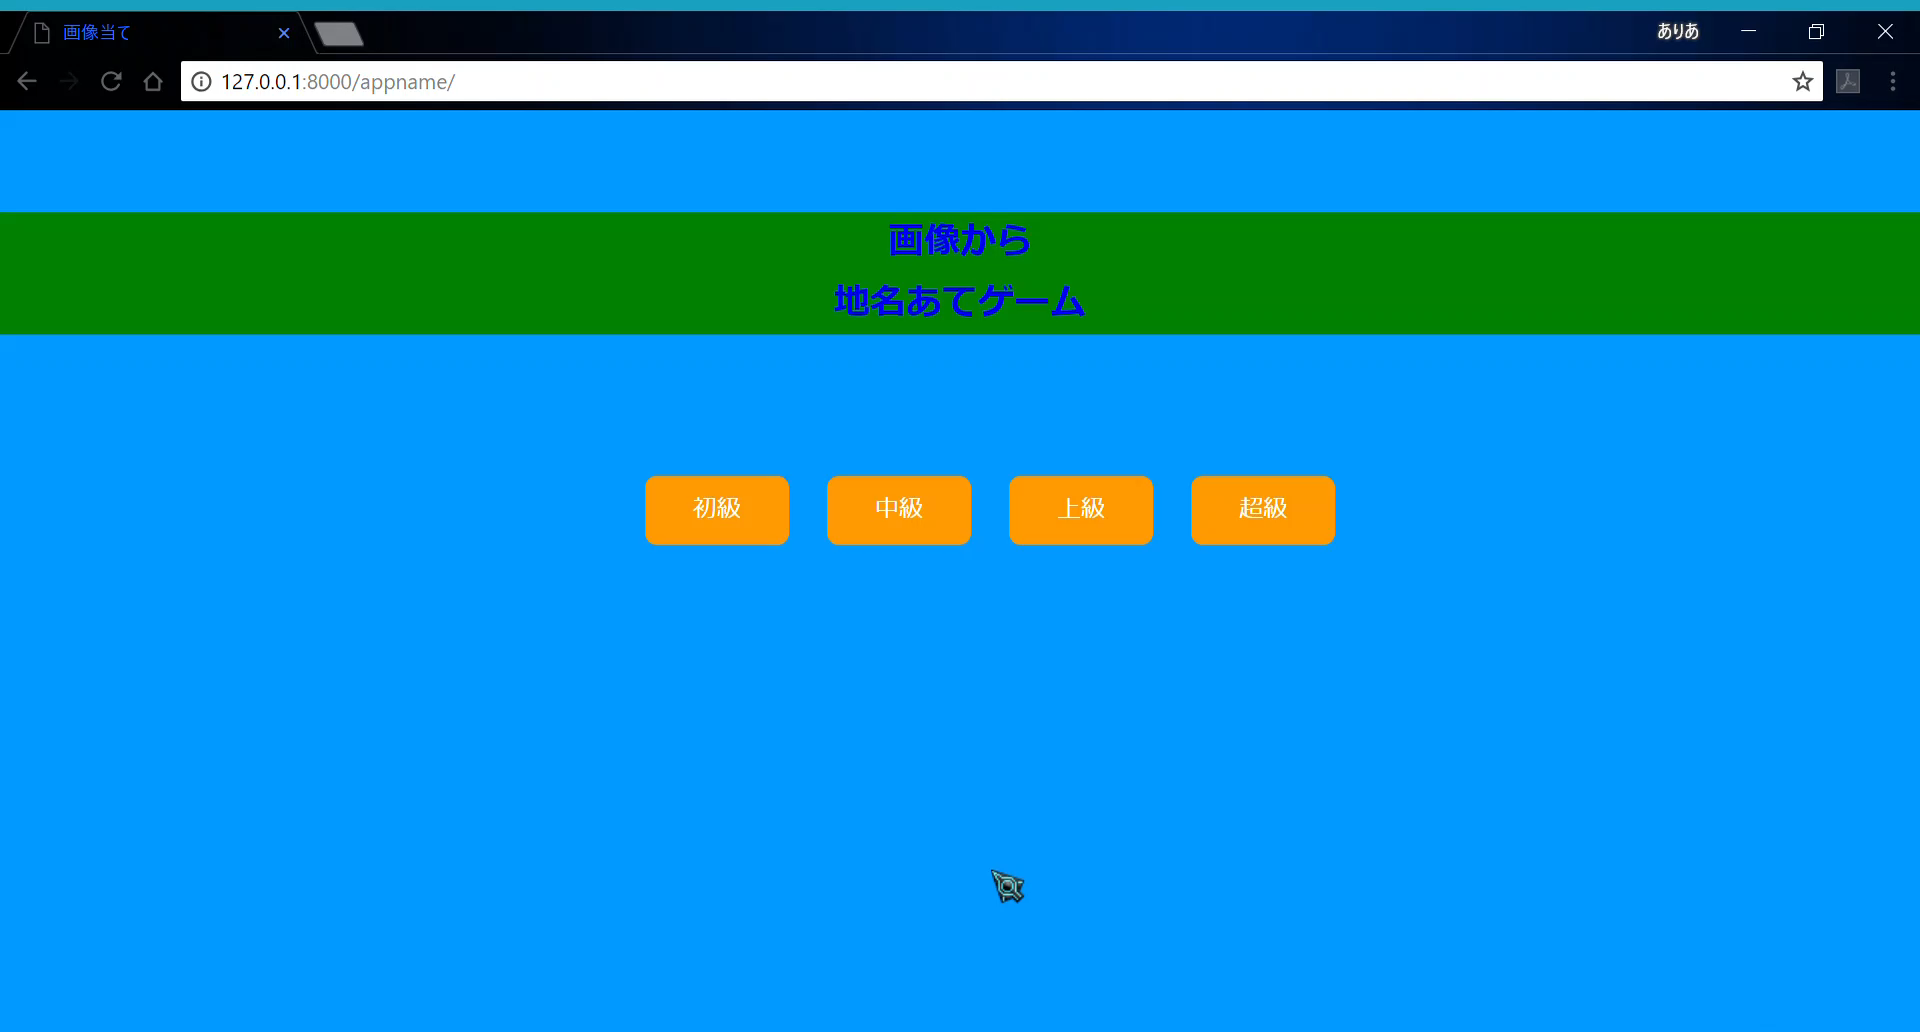 画像当て
ありあ
127.0.0.1:8000/appname/
画像から
地名あてゲーム
初級 中級 上級 超級